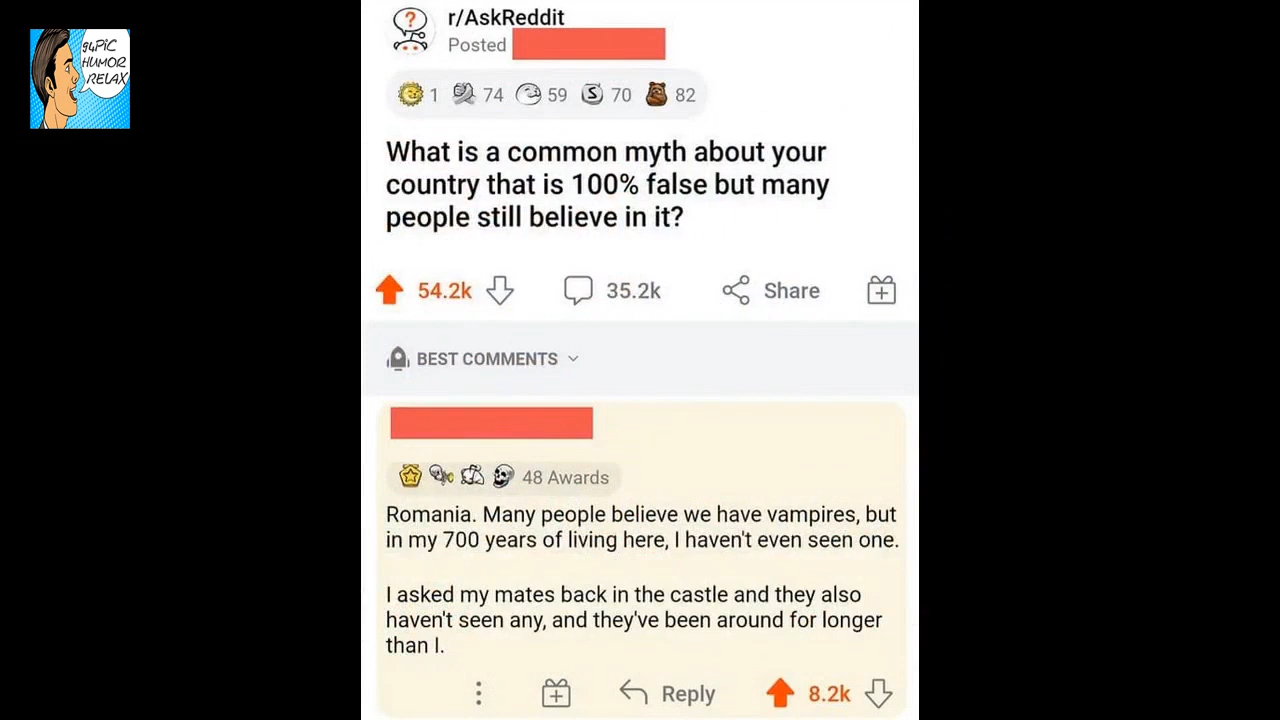 g4PiC
HUMOR
RELAX
r/AskReddit
Posted
1 74 59 S 70 82
What is a common myth about your
country that is 100% false but many
people still believe in it?
54.2k 35.2k Share
BEST COMMENTS
48 Awards
Romania. Many people believe we have vampires, but
in my 700 years of living here, I haven't even seen one.
I asked my mates back in the castle and they also
haven't seen any, and they've been around for longer
than I.
Reply 8.2k